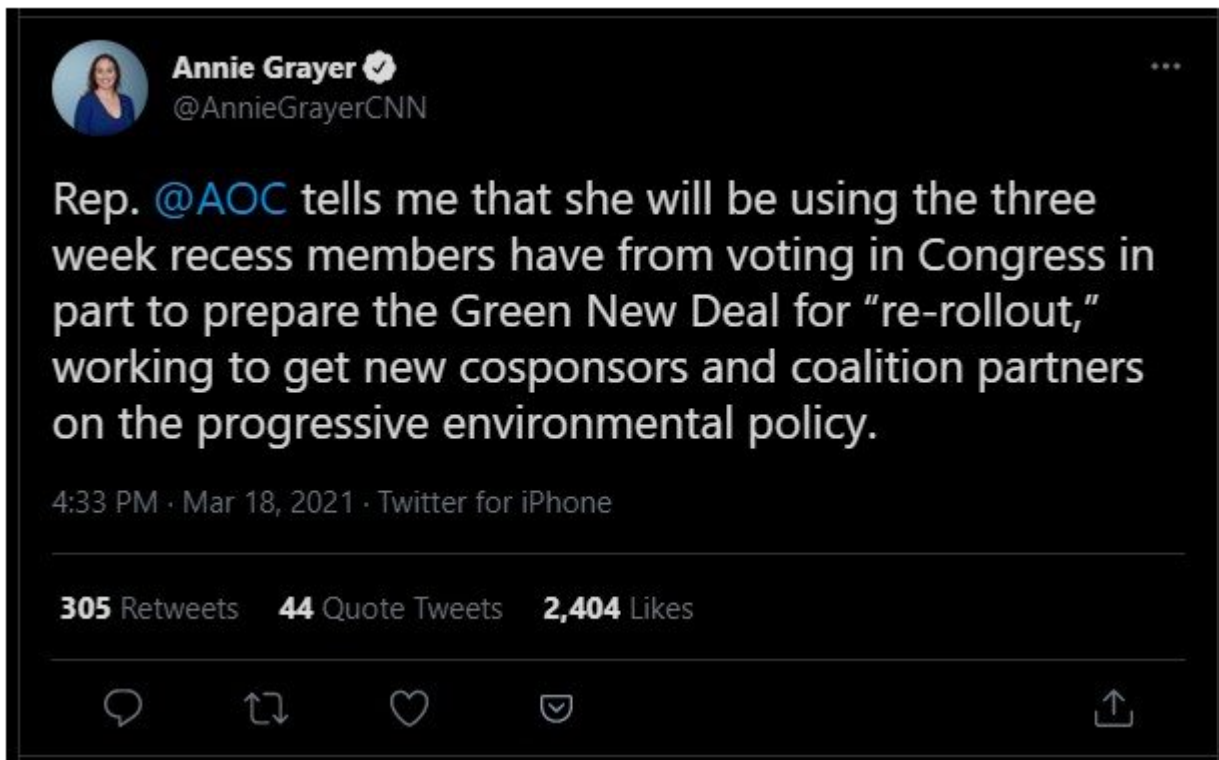 Annie Grayer
@AnnieGrayerCNN
Rep. @AOC tells me that she will be using the three
week recess members have from voting in Congress in
part to prepare the Green New Deal for “re-rollout,”
working to get new cosponsors and coalition partners
on the progressive environmental policy.
4:33 PM · Mar 18, 2021 · Twitter for iPhone
305 Retweets 44 Quote Tweets 2,404 Likes